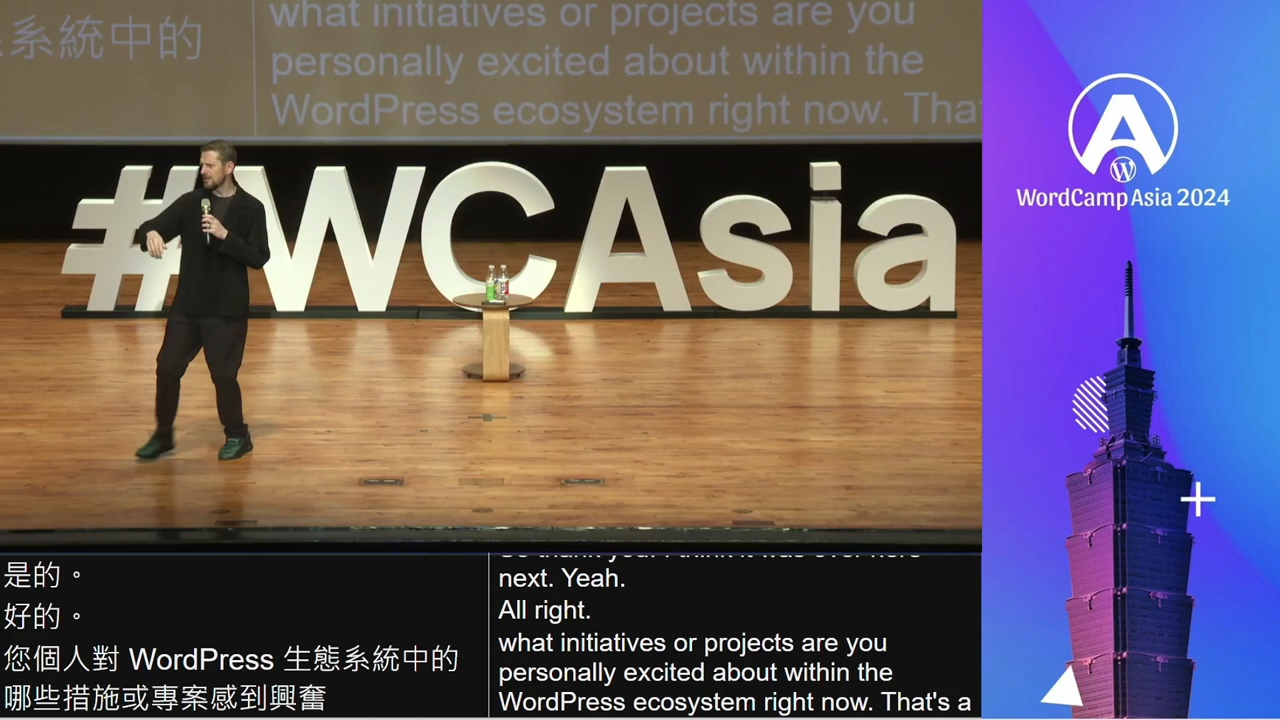 系統中的
what initiatives or projects are you
personally excited about within the
WordPress ecosystem right now. Tha
#WCAsia
WordCamp Asia 2024
是的。
好的。
您個人對 WordPress 生態系統中的
哪些措施或專案感到興奮
next. Yeah.
All right.
what initiatives or projects are you
personally excited about within the
WordPress ecosystem right now. That's a